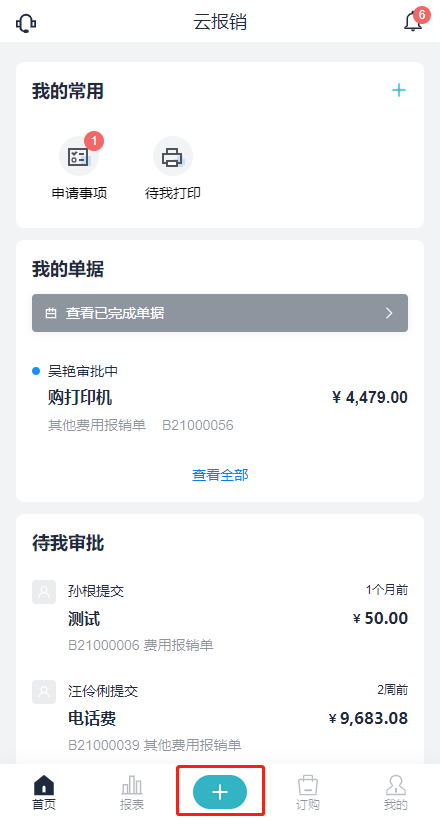 云报销
6
我的常用
1
申请事项
待我打印
我的单据
查看已完成单据
吴艳审批中
购打印机
¥ 4,479.00
其他费用报销单 B21000056
查看全部
待我审批
孙根提交
1个月前
测试
¥ 50.00
B21000006 费用报销单
汪伶俐提交
2周前
电话费
¥ 9,683.08
B21000039 其他费用报销单
首页
报表
订购
我的